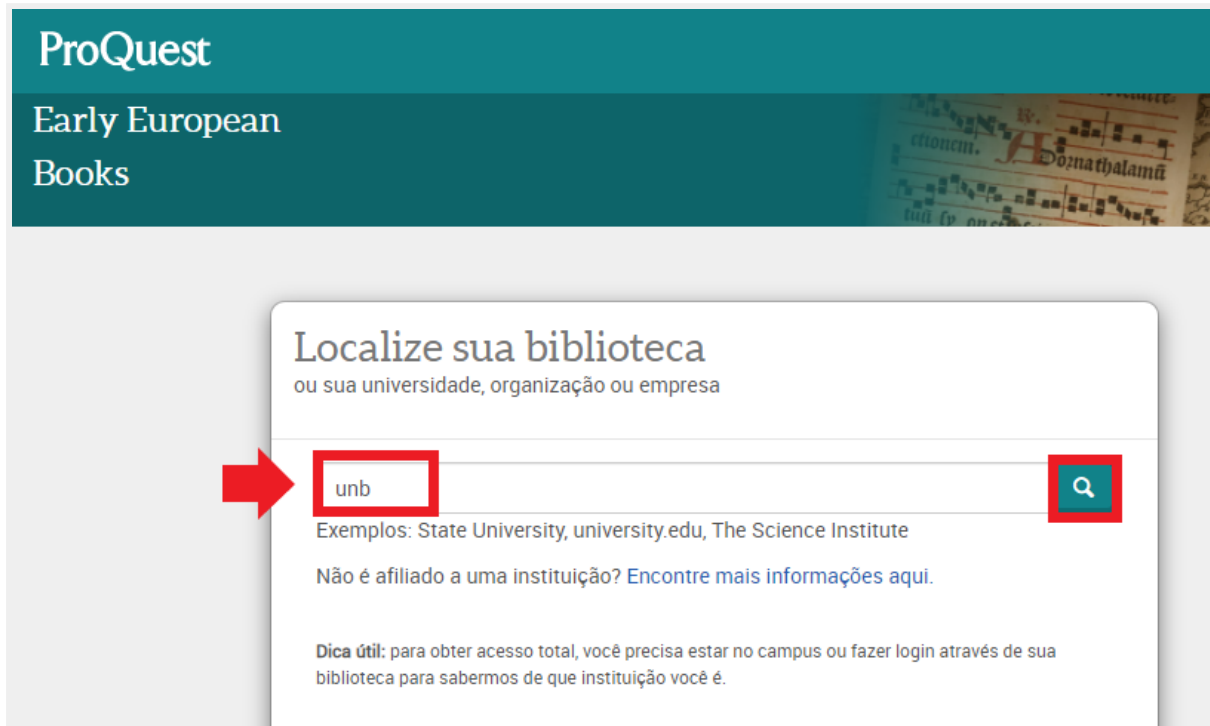 ProQuest
Early European
Books
R.
ctionem. Adornathalamū
Localize sua biblioteca
ou sua universidade, organização ou empresa
unb
Exemplos: State University, university.edu, The Science Institute
Não é afiliado a uma instituição? Encontre mais informações aqui.
Dica útil: para obter acesso total, você precisa estar no campus ou fazer login através de sua
biblioteca para sabermos de que instituição você é.